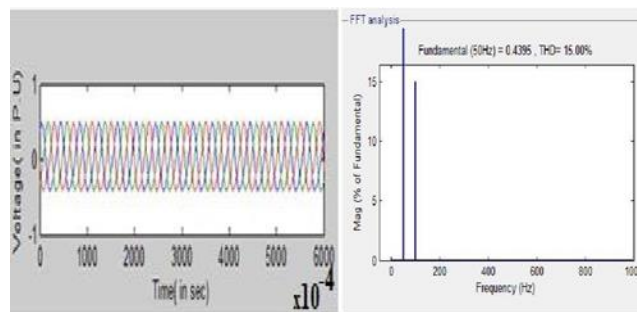 Voltage( in P.U)
1
0
-1
0 1000 2000 3000 4000 5000 6000
Time( in sec)
x10-4
FFT analysis
Fundamental (50Hz) = 0.4395 , THD= 15.00%
Mag (% of Fundamental)
15
10
5
0
0 200 400 600 800 100
Frequency (Hz)